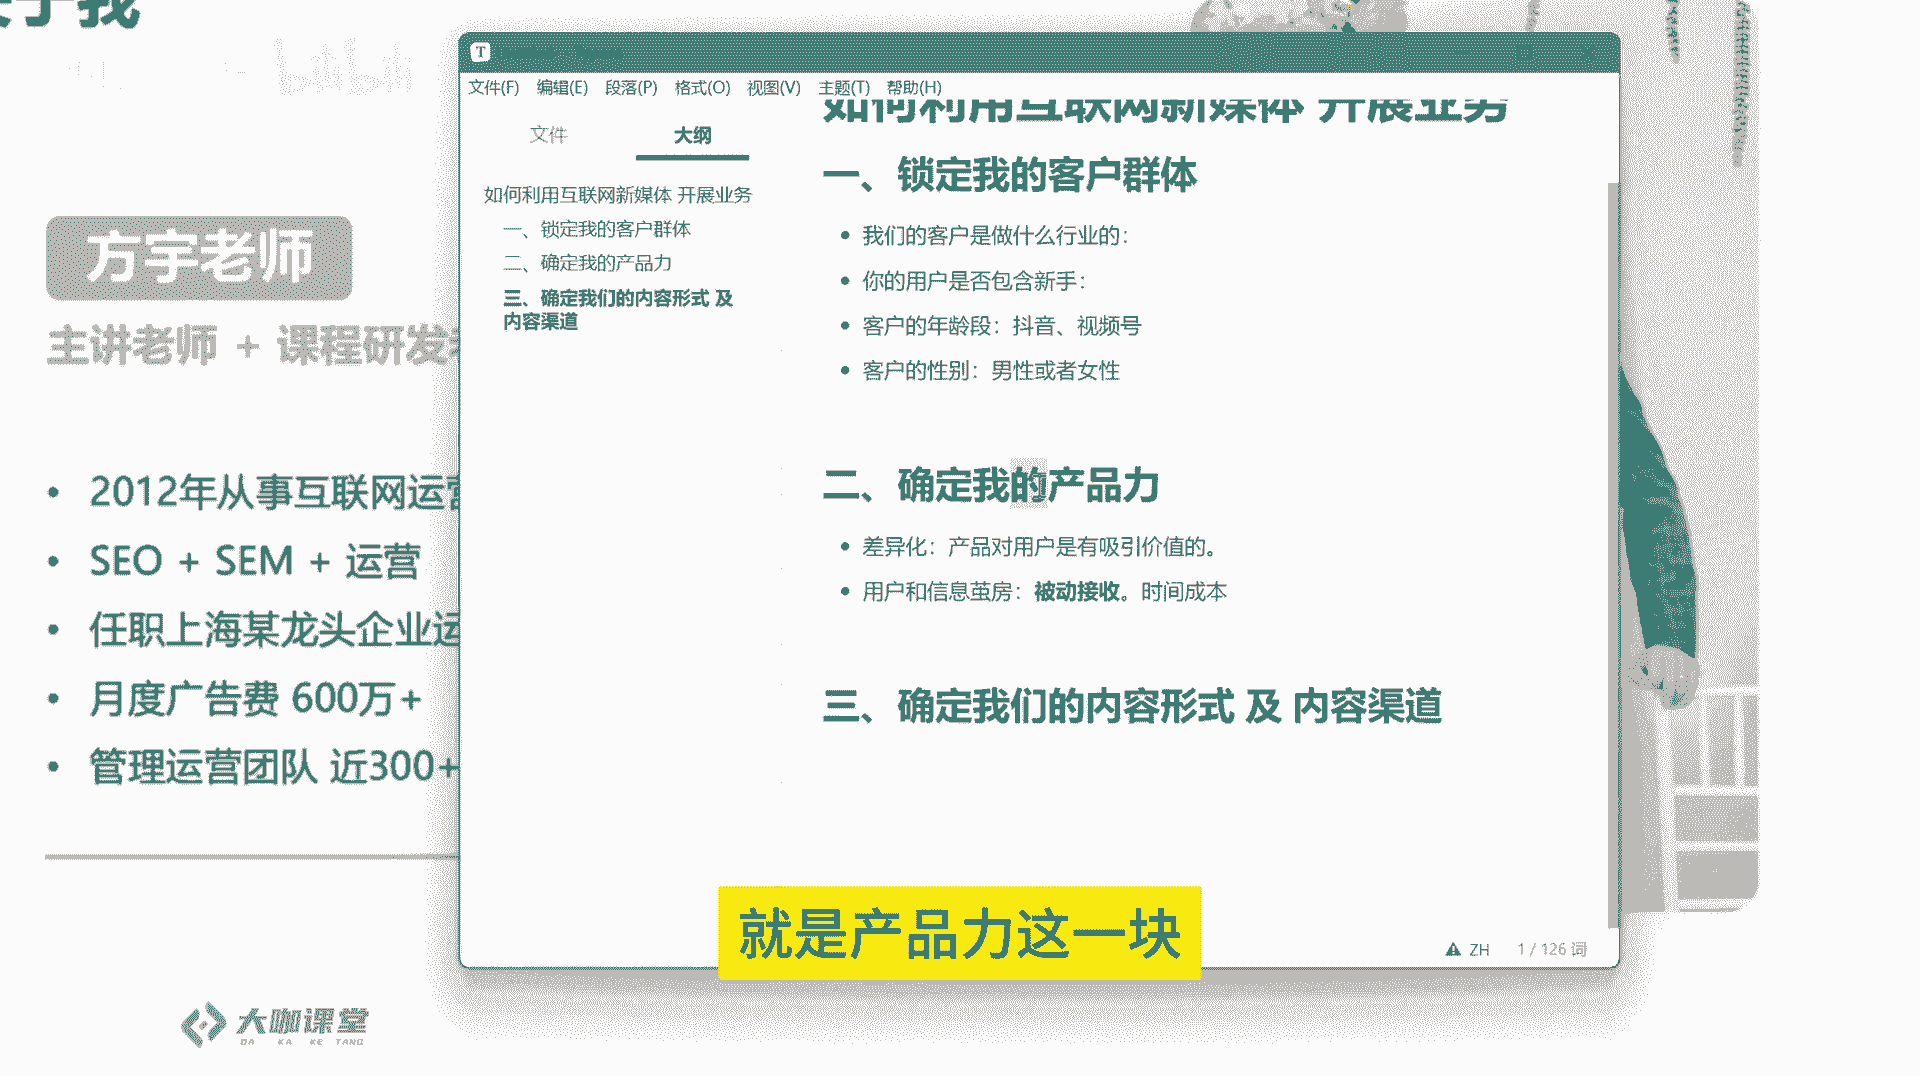 bilibili
方宇老师
主讲老师 + 课程研发
2012年从事互联网运营
SEO + SEM + 运营
任职上海某龙头企业运
月度广告费 600万+
管理运营团队 近300+
大咖课堂
DA KA KE TANG
T
文件(F) 编辑(E) 段落(P) 格式(O) 视图(V) 主题(T) 帮助(H)
文件 大纲
如何利用互联网新媒体 开展业务
一、锁定我的客户群体
二、确定我的产品力
三、确定我们的内容形式 及
内容渠道
如何利用互联网新媒体 开展业务
一、锁定我的客户群体
我们的客户是做什么行业的：
你的用户是否包含新手：
客户的年龄段：抖音、视频号
客户的性别：男性或者女性
二、确定我的产品力
差异化：产品对用户是有吸引价值的。
用户和信息茧房：被动接收。时间成本
三、确定我们的内容形式 及 内容渠道
ZH 1 / 126 词
就是产品力这一块